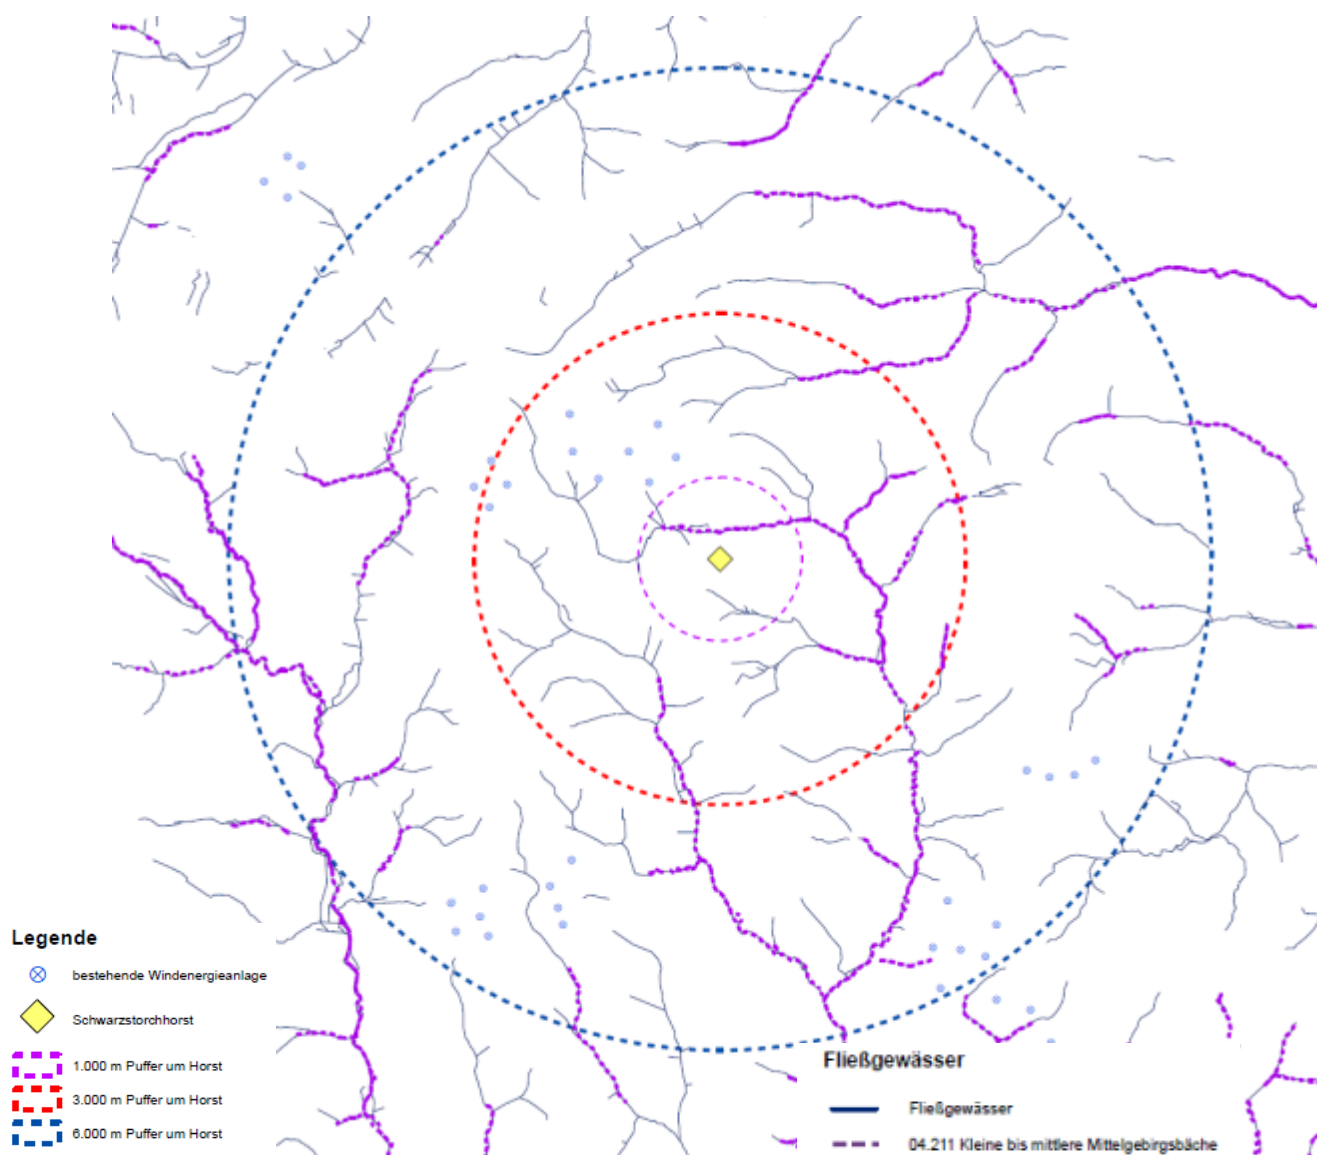 Legende
bestehende Windenergieanlage
Schwarzstorchhorst
1.000 m Puffer um Horst
3.000 m Puffer um Horst
6.000 m Puffer um Horst
Fließgewässer
Fließgewässer
04.211 Kleine bis mittlere Mittelgebirgsbäche